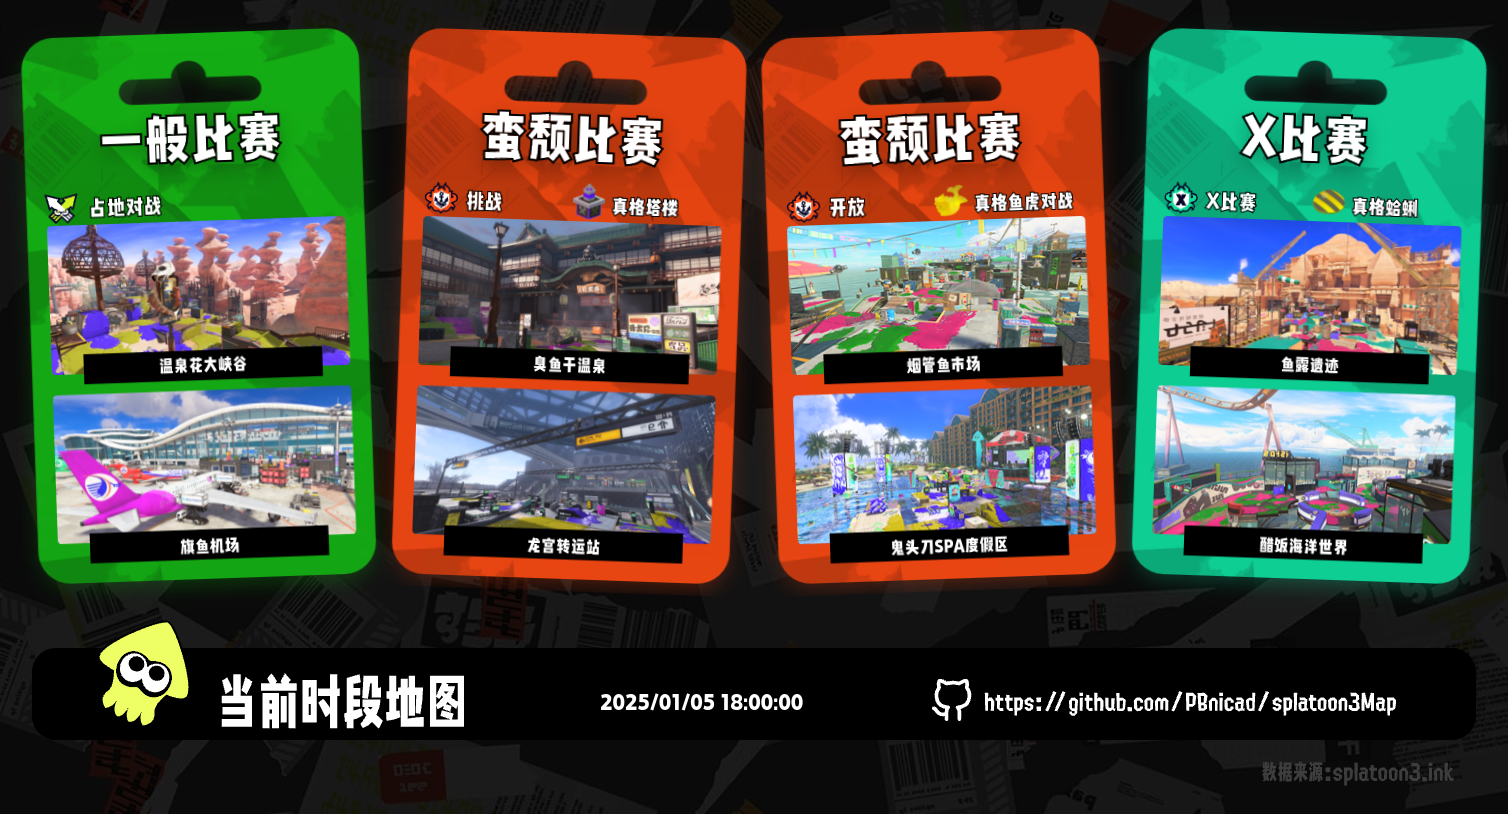 一般比赛
占地对战
温泉花大峡谷
旗鱼机场
蛮颓比赛
挑战
真格塔楼
臭鱼干温泉
龙宫转运站
蛮颓比赛
开放
真格鱼虎对战
烟管鱼市场
鬼头刀SPA度假区
X比赛
X比赛
真格蛤蜊
鱼露遗迹
醋饭海洋世界
当前时段地图
2025/01/05 18:00:00
https://github.com/PBnicad/splatoon3Map
数据来源:splatoon3.ink